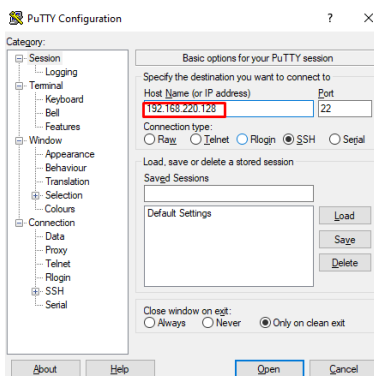 PuTTY Configuration ? ×
Category:
Session
Logging
Terminal
Keyboard
Bell
Features
Window
Appearance
Behaviour
Translation
Selection
Colours
Connection
Data
Proxy
Telnet
Rlogin
SSH
Serial
Basic options for your PuTTY session
Specify the destination you want to connect to
Host Name (or IP address) Port
192.168.220.128 22
Connection type:
Raw Telnet Rlogin SSH Serial
Load, save or delete a stored session
Saved Sessions
Default Settings
Load
Save
Delete
Close window on exit:
Always Never Only on clean exit
About Help Open Cancel